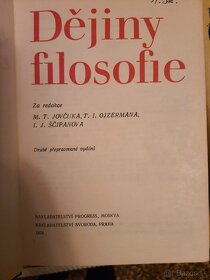 Dějiny
filosofie
Za redakce
M. T. JOVČUKA, T. I. OJZERMANA,
I. J. ŠČIPANOVA
Druhé přepracované vydání
NAKLADATELSTVÍ PROGRESS, MOSKVA
NAKLADATELSTVÍ SVOBODA, PRAHA